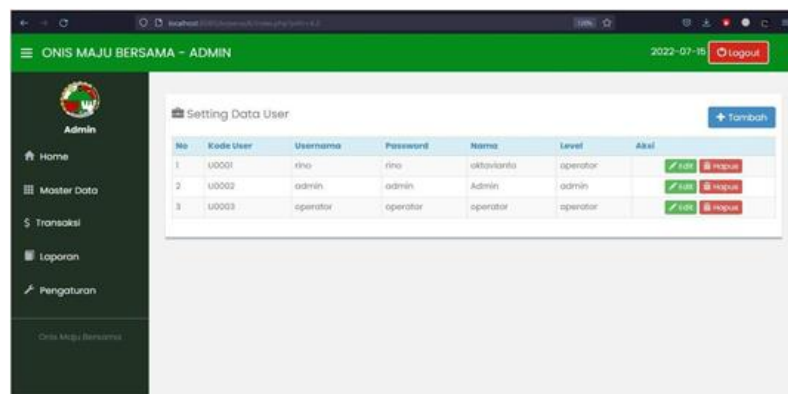 localhost
120%
ONIS MAJU BERSAMA - ADMIN
2022-07-15 Logout
Admin
Home
Master Data
$ Transaksi
Laporan
Pengaturan
Onis Maju Bersama
Setting Data User
+ Tambah
No Kode User Username Password Nama Level Aksi
1 U0001 rino rino oktavianto operator Edit Hapus
2 U0002 admin admin Admin admin Edit Hapus
3 U0003 operator operator operator operator Edit Hapus